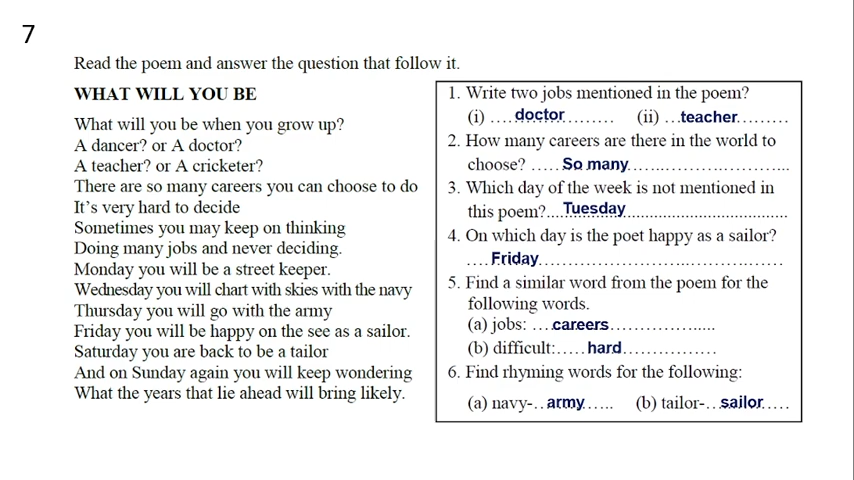 7
Read the poem and answer the question that follow it.
WHAT WILL YOU BE
What will you be when you grow up?
A dancer? or A doctor?
A teacher? or A cricketer?
There are so many careers you can choose to do
It's very hard to decide
Sometimes you may keep on thinking
Doing many jobs and never deciding.
Monday you will be a street keeper.
Wednesday you will chart with skies with the navy
Thursday you will go with the army
Friday you will be happy on the see as a sailor.
Saturday you are back to be a tailor
And on Sunday again you will keep wondering
What the years that lie ahead will bring likely.
1. Write two jobs mentioned in the poem?
(i) ....doctor............ (ii) ...teacher.........
2. How many careers are there in the world to
choose? .....So many..............................
3. Which day of the week is not mentioned in
this poem?...Tuesday..........................................
4. On which day is the poet happy as a sailor?
....Friday.............................................
5. Find a similar word from the poem for the
following words.
(a) jobs: ...careers.....................
(b) difficult:.....hard.................
6. Find rhyming words for the following:
(a) navy-..army...... (b) tailor-...sailor.....